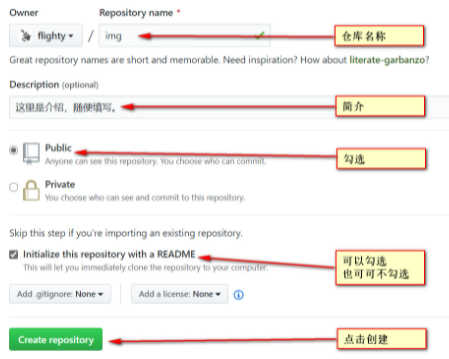 Owner
Repository name *
flighty
/
img
仓库名称
Great repository names are short and memorable. Need inspiration? How about literate-garbanzo?
Description (optional)
这里是介绍，随便填写。
简介
Public
Anyone can see this repository. You choose who can commit.
勾选
Private
You choose who can see and commit to this repository.
Skip this step if you're importing an existing repository.
Initialize this repository with a README
This will let you immediately clone the repository to your computer.
可以勾选
也可可不勾选
Add .gitignore: None
Add a license: None
Create repository
点击创建